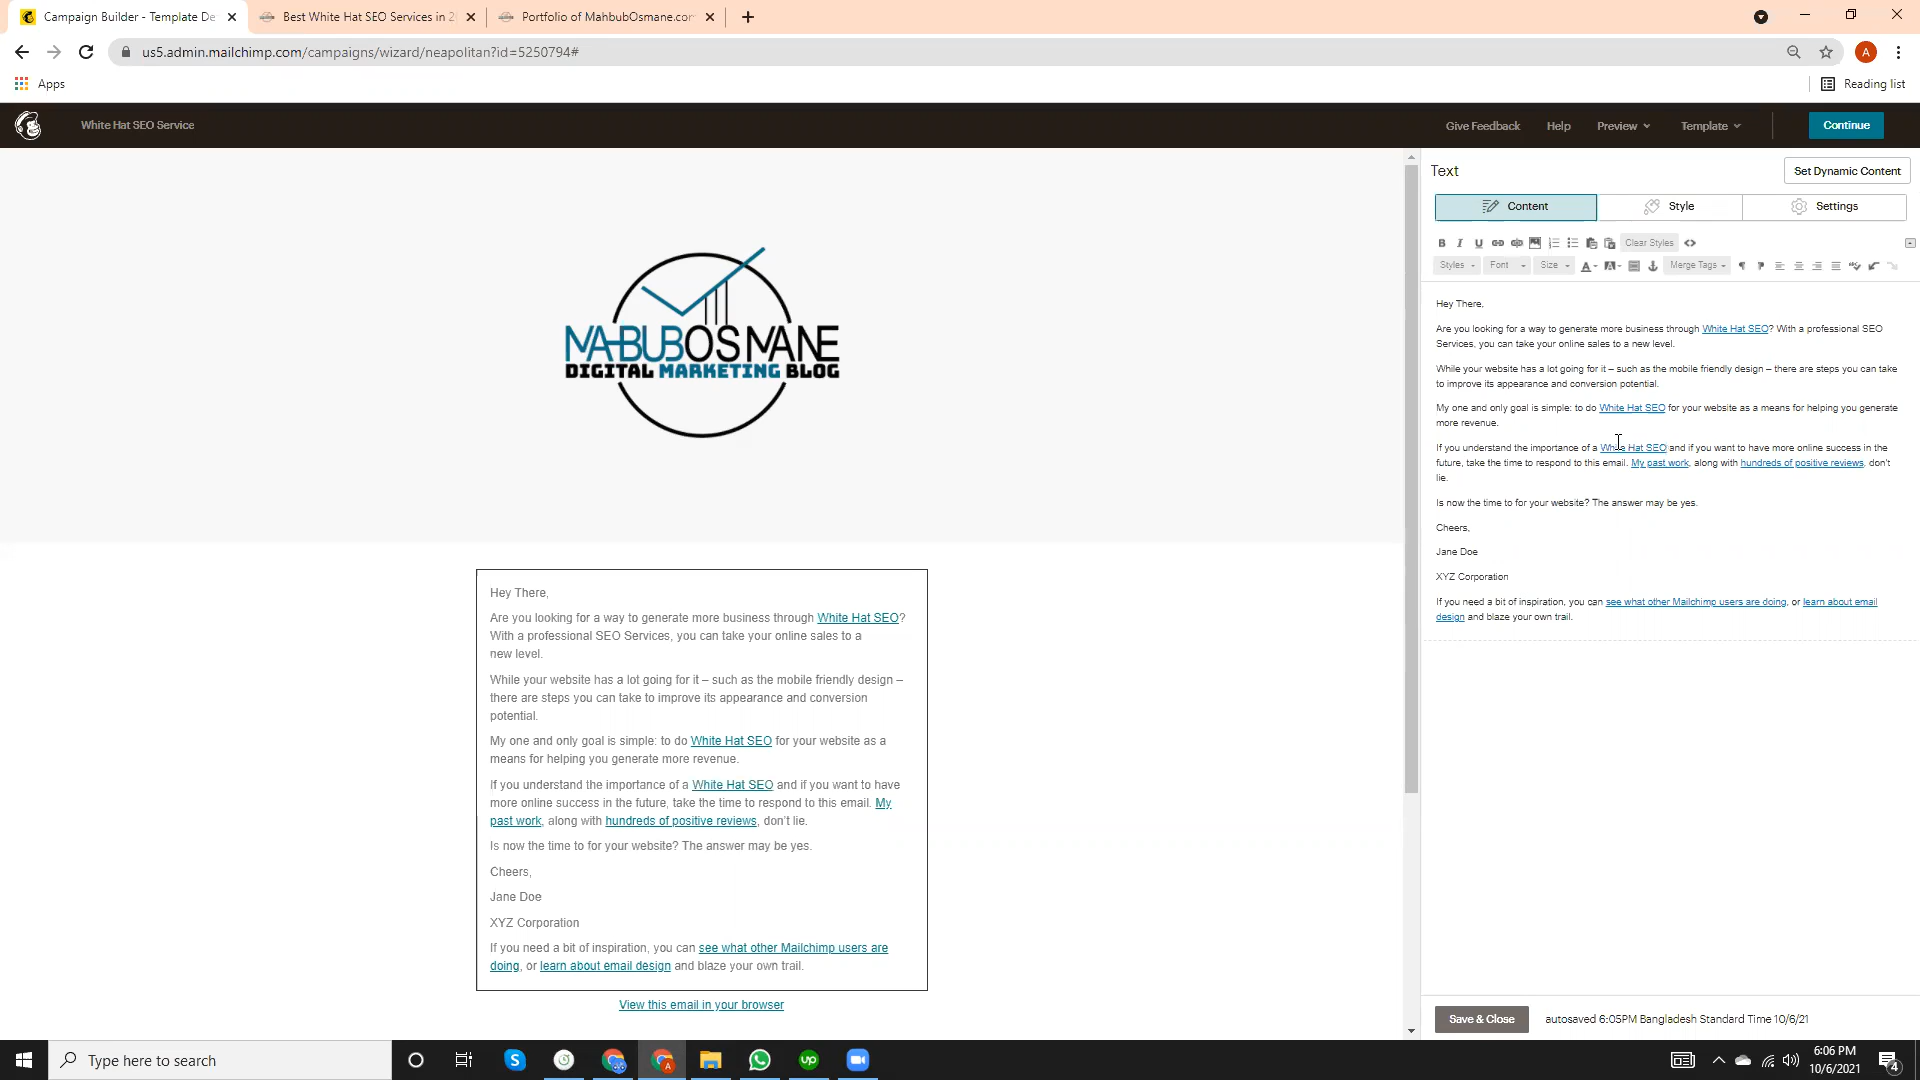 Campaign Builder - Template De
Best White Hat SEO Services in 2
Portfolio of MahbubOsmane.com
us5.admin.mailchimp.com/campaigns/wizard/neapolitan?id=5250794#
A
Apps
Reading list
White Hat SEO Service
Give Feedback
Help
Preview
Template
Continue
MAHBUBOSMANE
DIGITAL MARKETING BLOG
Hey There,
Are you looking for a way to generate more business through White Hat SEO?
With a professional SEO Services, you can take your online sales to a
new level.
While your website has a lot going for it – such as the mobile friendly design –
there are steps you can take to improve its appearance and conversion
potential.
My one and only goal is simple: to do White Hat SEO for your website as a
means for helping you generate more revenue.
If you understand the importance of a White Hat SEO and if you want to have
more online success in the future, take the time to respond to this email. My
past work, along with hundreds of positive reviews, don't lie.
Is now the time to for your website? The answer may be yes.
Cheers,
Jane Doe
XYZ Corporation
If you need a bit of inspiration, you can see what other Mailchimp users are
doing, or learn about email design and blaze your own trail.
View this email in your browser
Text
Set Dynamic Content
Content
Style
Settings
B I U
Clear Styles
Styles
Font
Size
A
A
Merge Tags
Hey There,
Are you looking for a way to generate more business through White Hat SEO? With a professional SEO
Services, you can take your online sales to a new level.
While your website has a lot going for it – such as the mobile friendly design – there are steps you can take
to improve its appearance and conversion potential.
My one and only goal is simple: to do White Hat SEO for your website as a means for helping you generate
more revenue.
If you understand the importance of a White Hat SEO and if you want to have more online success in the
future, take the time to respond to this email. My past work, along with hundreds of positive reviews, don't
lie.
Is now the time to for your website? The answer may be yes.
Cheers,
Jane Doe
XYZ Corporation
If you need a bit of inspiration, you can see what other Mailchimp users are doing, or learn about email
design and blaze your own trail.
Save & Close
autosaved 6:05PM Bangladesh Standard Time 10/6/21
Type here to search
S
A
up
6:06 PM
10/6/2021
4